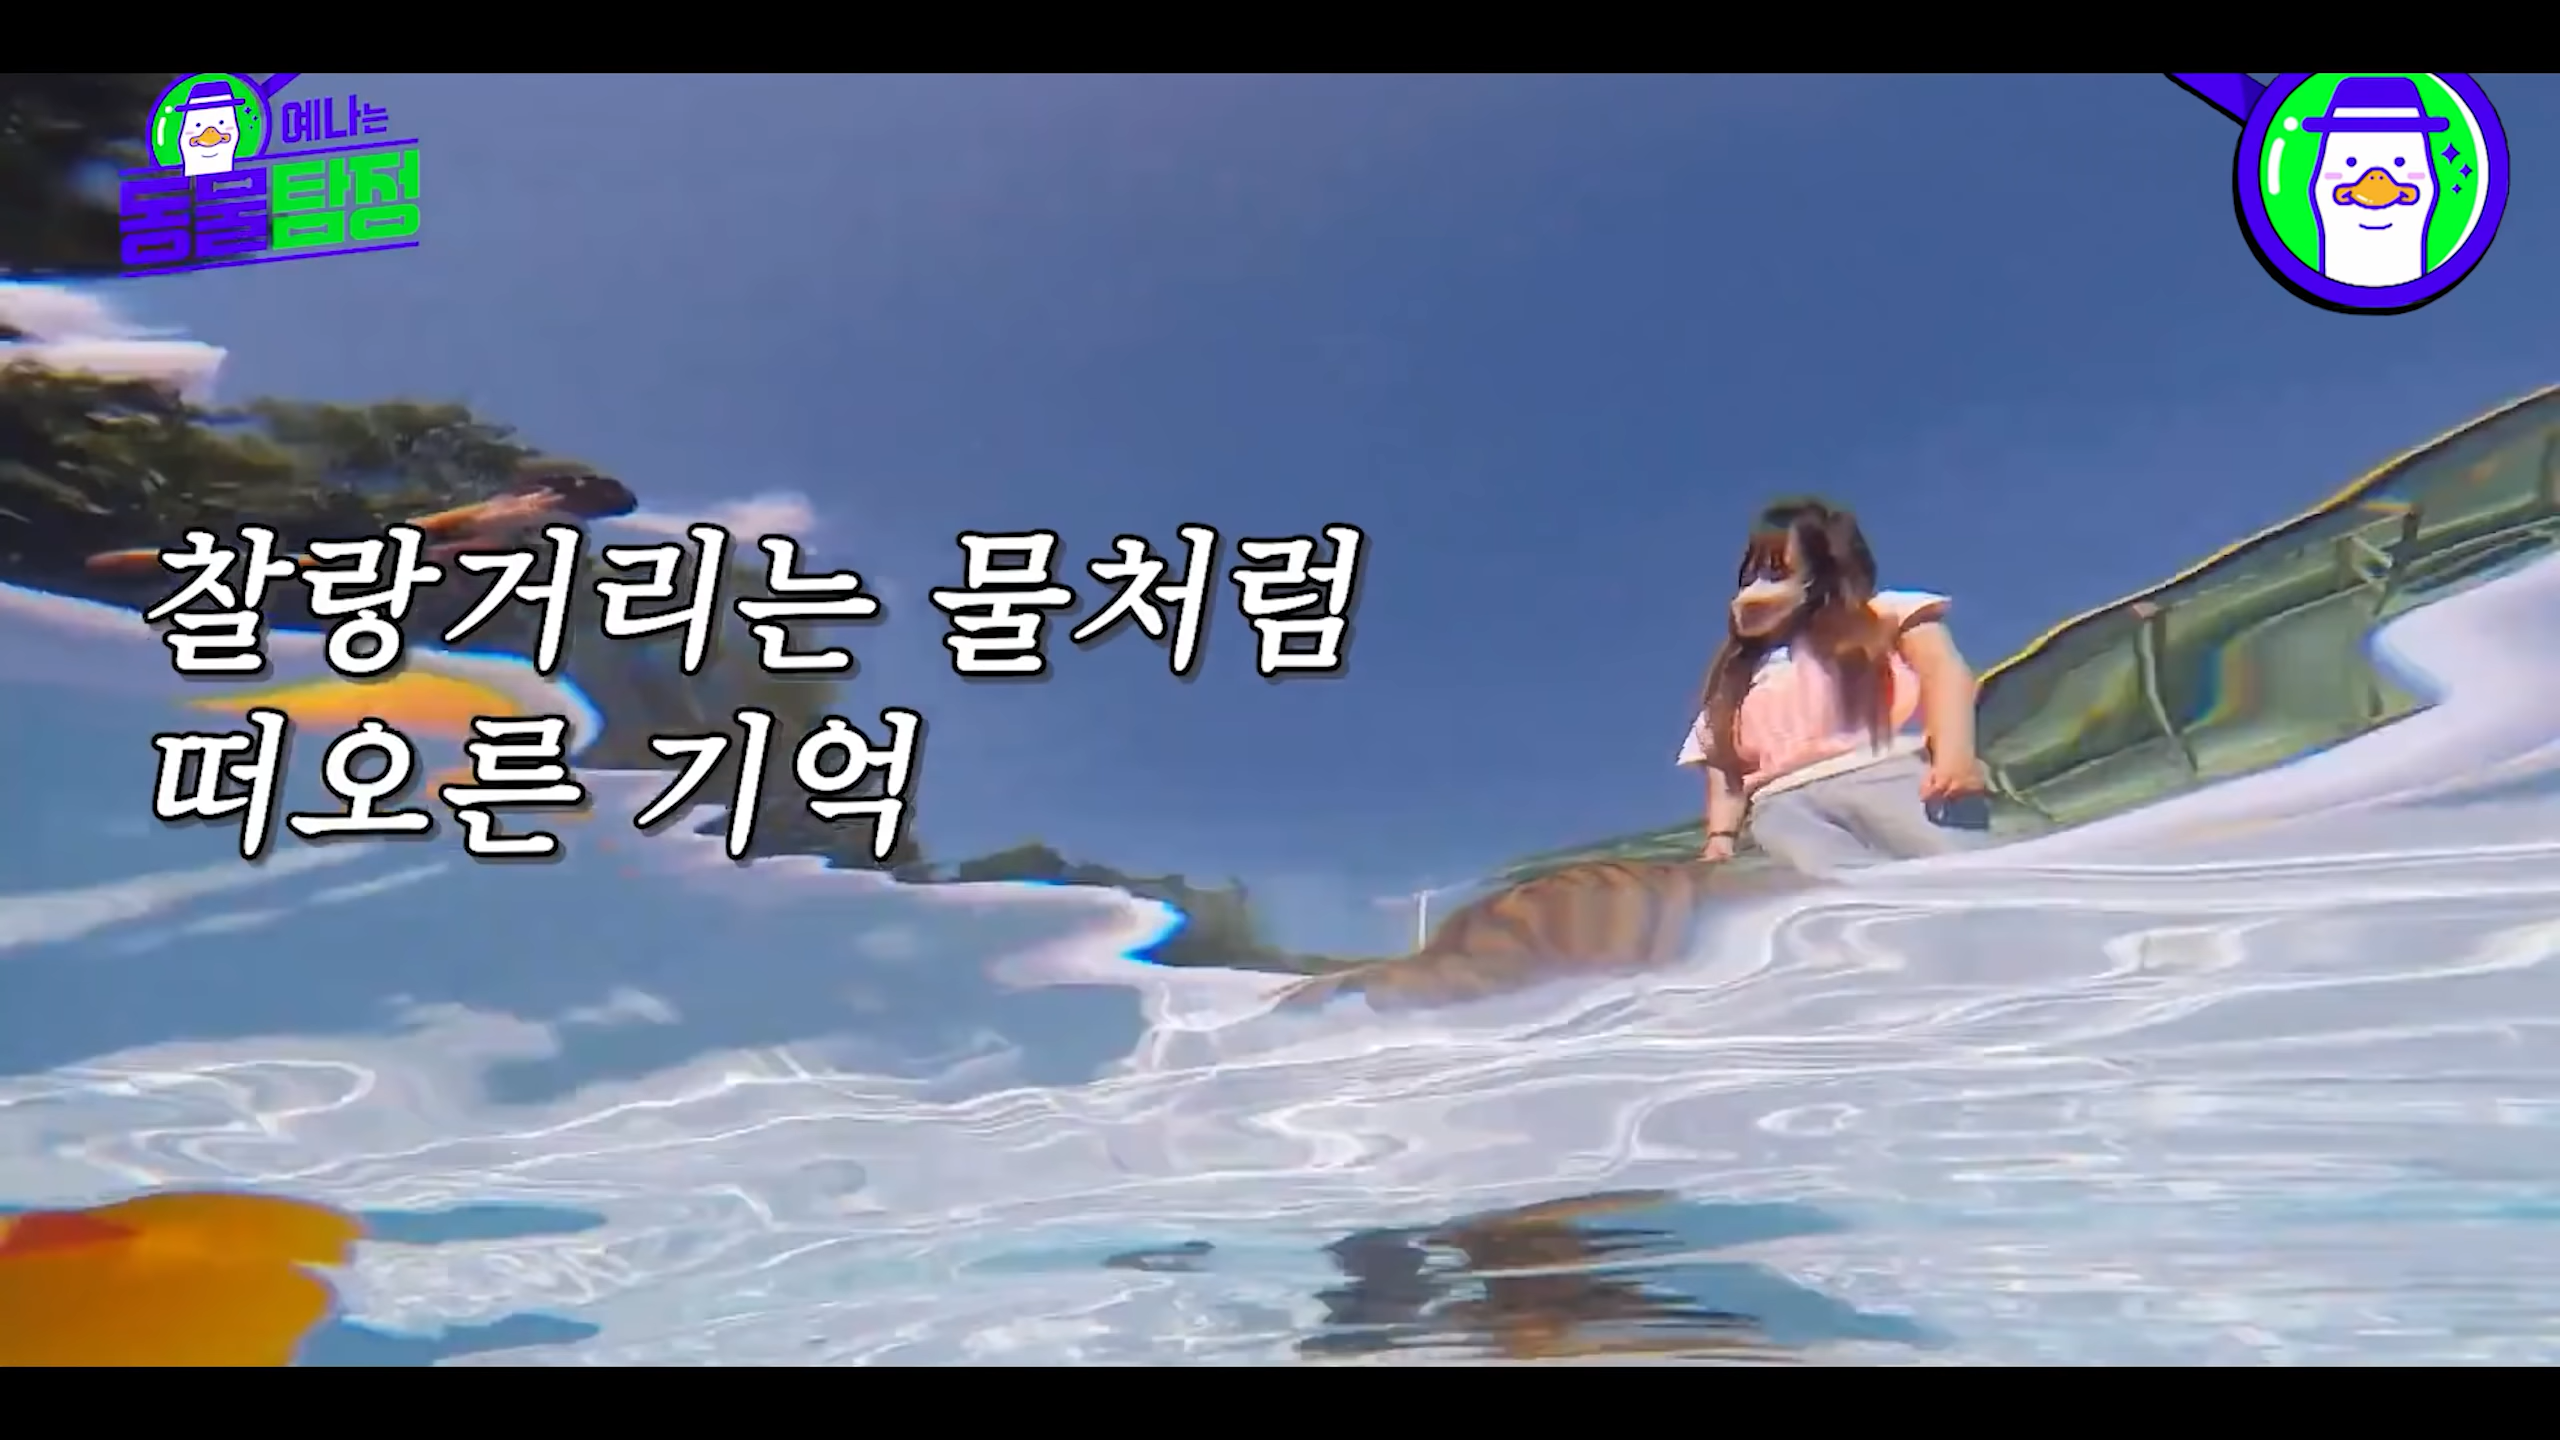 예나는
동물탐정
찰랑거리는 물처럼
떠오른 기억